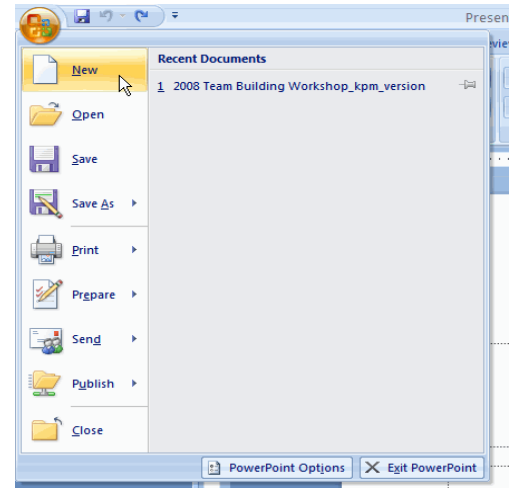 Presen
New
Open
Save
Save As
Print
Prepare
Send
Publish
Close
Recent Documents
1 2008 Team Building Workshop_kpm_version
PowerPoint Options
Exit PowerPoint